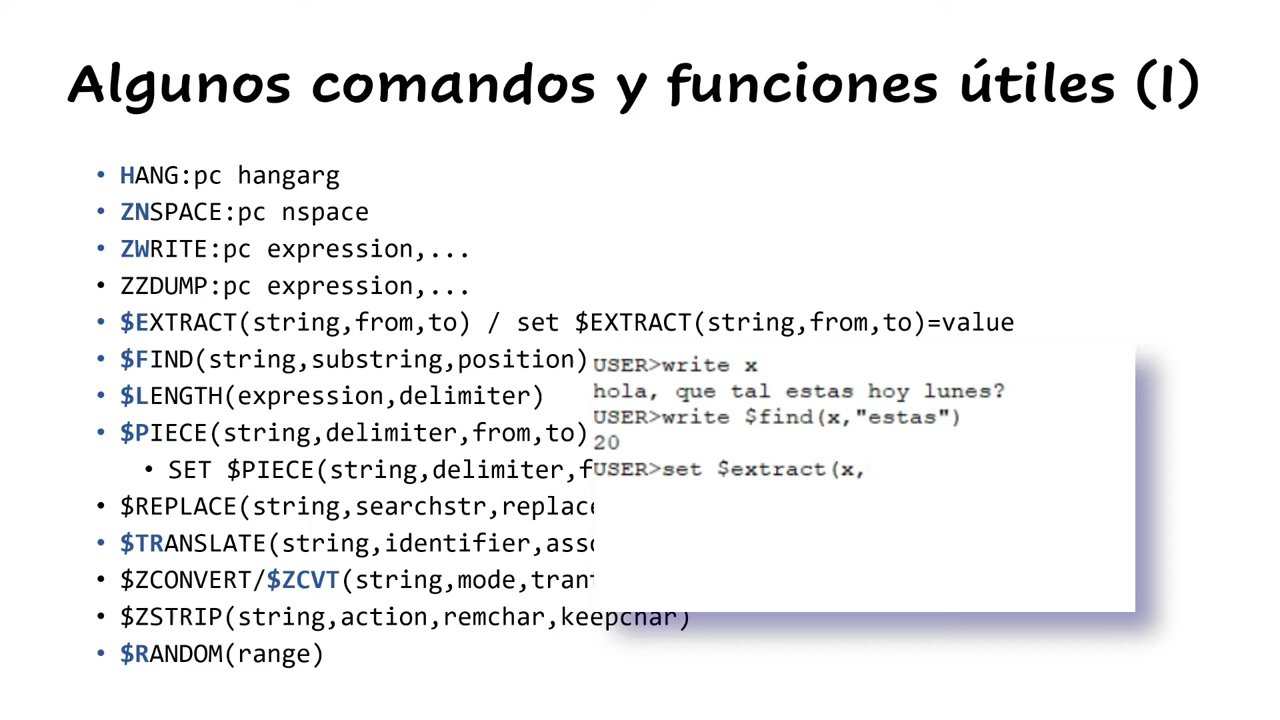 Algunos comandos y funciones útiles (I)
• HANG:pc hangarg
• ZNSPACE:pc nspace
• ZWRITE:pc expression,...
• ZZDUMP:pc expression,...
• $EXTRACT(string,from,to) / set $EXTRACT(string,from,to)=value
• $FIND(string,substring,position)
• $LENGTH(expression,delimiter)
• $PIECE(string,delimiter,from,to)
• SET $PIECE(string,delimiter,f
• $REPLACE(string,searchstr,replace
• $TRANSLATE(string,identifier,asso
• $ZCONVERT/$ZCVT(string,mode,tran
• $ZSTRIP(string,action,remchar,keepchar)
• $RANDOM(range)
USER>write x
hola, que tal estas hoy lunes?
USER>write $find(x,"estas")
20
USER>set $extract(x,